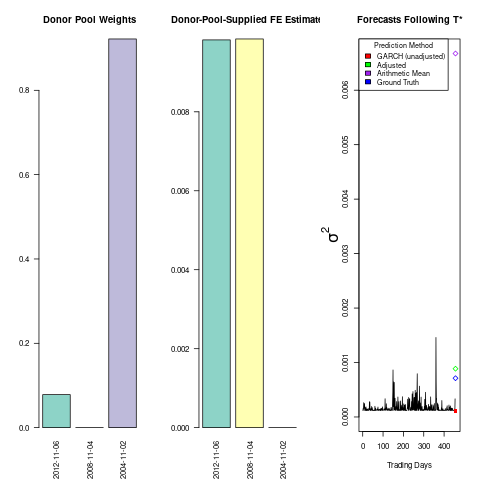 Donor Pool Weights
0.0
0.2
0.4
0.6
0.8
2012-11-06
2008-11-04
2004-11-02
Donor-Pool-Supplied FE Estimate
0.000
0.002
0.004
0.006
0.008
2012-11-06
2008-11-04
2004-11-02
Forecasts Following T*
Prediction Method
GARCH (unadjusted)
Adjusted
Arithmetic Mean
Ground Truth
σ²
0.000
0.001
0.002
0.003
0.004
0.005
0.006
0 100 200 300 400
Trading Days